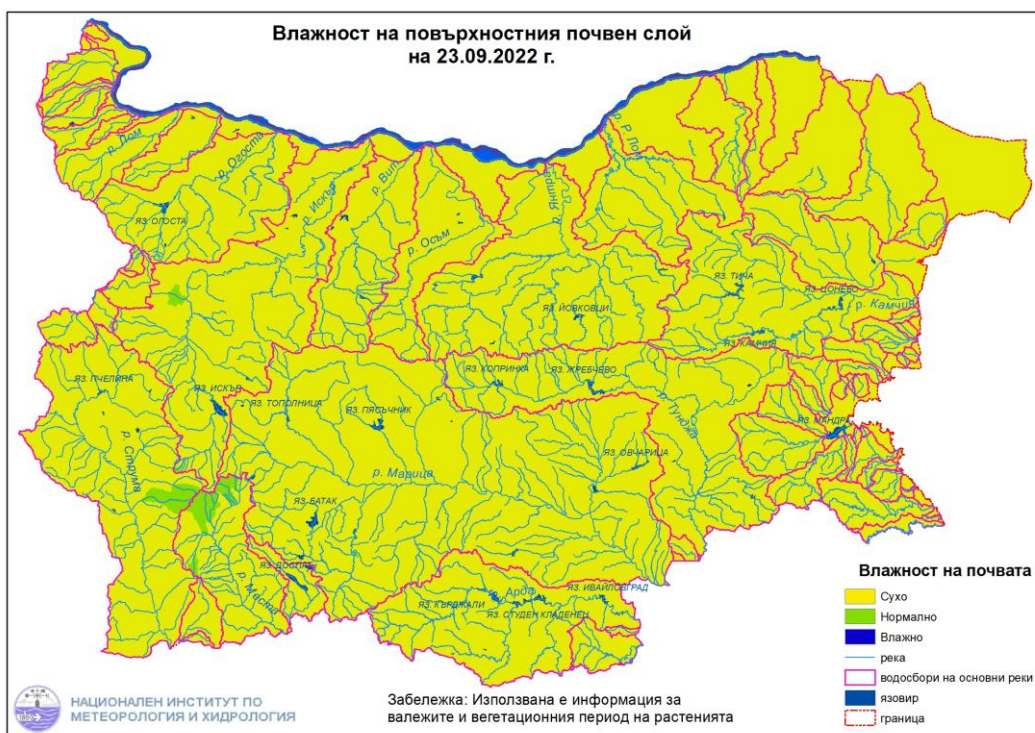 Влажност на повърхностния почвен слой
на 23.09.2022 г.
р. Лом
р. Огоста
р. Искър
р. Вит
р. Осъм
р. Янтра
р. Р Лом
ЯЗ. ОГОСТА
ЯЗ. ТИЧА
ЯЗ. ЦОНЕВО
р. Камчия
ЯЗ. ЙОВКОВЦИ
ЯЗ. КАМЧИЯ
ЯЗ. ПЧЕЛИНА
ЯЗ. ИСКЪР
ЯЗ. ТОПОЛНИЦА
ЯЗ. ПЯСЪЧНИК
ЯЗ. КОПРИНКА
ЯЗ. ЖРЕБЧЕВО
р. Тунджа
ЯЗ. МАНДРА
р. Струма
р. Марица
ЯЗ. ОВЧАРИЦА
ЯЗ. БАТАК
ЯЗ. ДОСПАТ
р. Места
ЯЗ. КЪРДЖАЛИ
р. Арда
ЯЗ. СТУДЕН КЛАДЕНЕЦ
ЯЗ. ИВАЙЛОВГРАД
Влажност на почвата
Сухо
Нормално
Влажно
река
водосбори на основни реки
язовир
граница
НАЦИОНАЛЕН ИНСТИТУТ ПО
МЕТЕОРОЛОГИЯ И ХИДРОЛОГИЯ
Забележка: Използвана е информация за
валежите и вегетационния период на растенията